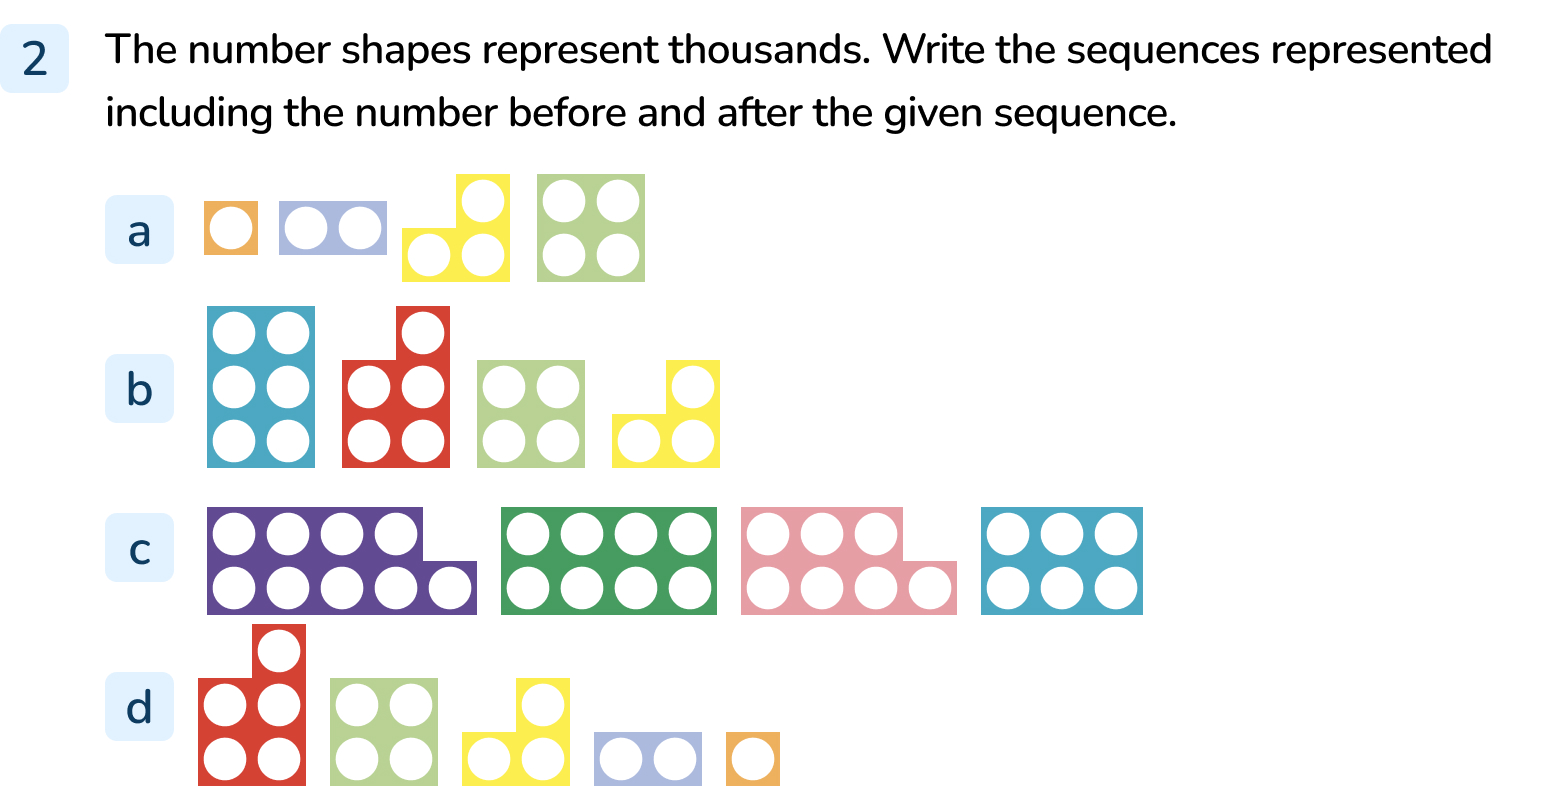 2
The number shapes represent thousands. Write the sequences represented
including the number before and after the given sequence.
a
b
c
d